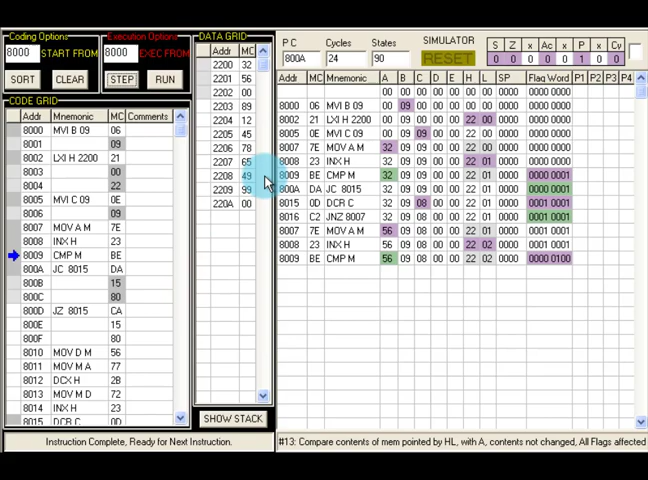 Coding Options
8000 START FROM
SORT CLEAR
Execution Options
8000 EXEC FROM
STEP RUN
CODE GRID
Addr Mnemonic MC Comments
8000 MVI B 09 06
8001 09
8002 LXI H 2200 21
8003 00
8004 22
8005 MVI C 09 0E
8006 09
8007 MOV A M 7E
8008 INX H 23
8009 CMP M BE
800A JC 8015 DA
800B 15
800C 80
800D JZ 8015 CA
800E 15
800F 80
8010 MOV D M 56
8011 MOV M A 77
8012 DCX H 2B
8013 MOV M D 72
8014 INX H 23
8015 DCR C 0D
Instruction Complete, Ready for Next Instruction.
DATA GRID
Addr MC
2200 32
2201 56
2202 00
2203 89
2204 12
2205 45
2206 78
2207 65
2208 49
2209 99
220A 00
SHOW STACK
P C Cycles States SIMULATOR
800A 24 90 RESET
S Z x Ac x P x Cy
0 0 0 0 0 1 0 0
Addr MC Mnemonic A B C D E H L SP Flag Word P1 P2 P3 P4
00 00 00 00 00 00 00 0000 0000 0000
8000 06 MVI B 09 00 09 00 00 00 00 00 0000 0000 0000
8002 21 LXI H 2200 00 09 00 00 00 22 00 0000 0000 0000
8005 0E MVI C 09 00 09 09 00 00 22 00 0000 0000 0000
8007 7E MOV A M 32 09 09 00 00 22 00 0000 0000 0000
8008 23 INX H 32 09 09 00 00 22 01 0000 0000 0000
8009 BE CMP M 32 09 09 00 00 22 01 0000 0000 0001
800A DA JC 8015 32 09 09 00 00 22 01 0000 0000 0001
8015 0D DCR C 32 09 08 00 00 22 01 0000 0001 0001
8016 C2 JNZ 8007 32 09 08 00 00 22 01 0000 0001 0001
8007 7E MOV A M 56 09 08 00 00 22 01 0000 0001 0001
8008 23 INX H 56 09 08 00 00 22 02 0000 0001 0001
8009 BE CMP M 56 09 08 00 00 22 02 0000 0000 0100
#13: Compare contents of mem pointed by HL, with A, contents not changed, All Flags affected